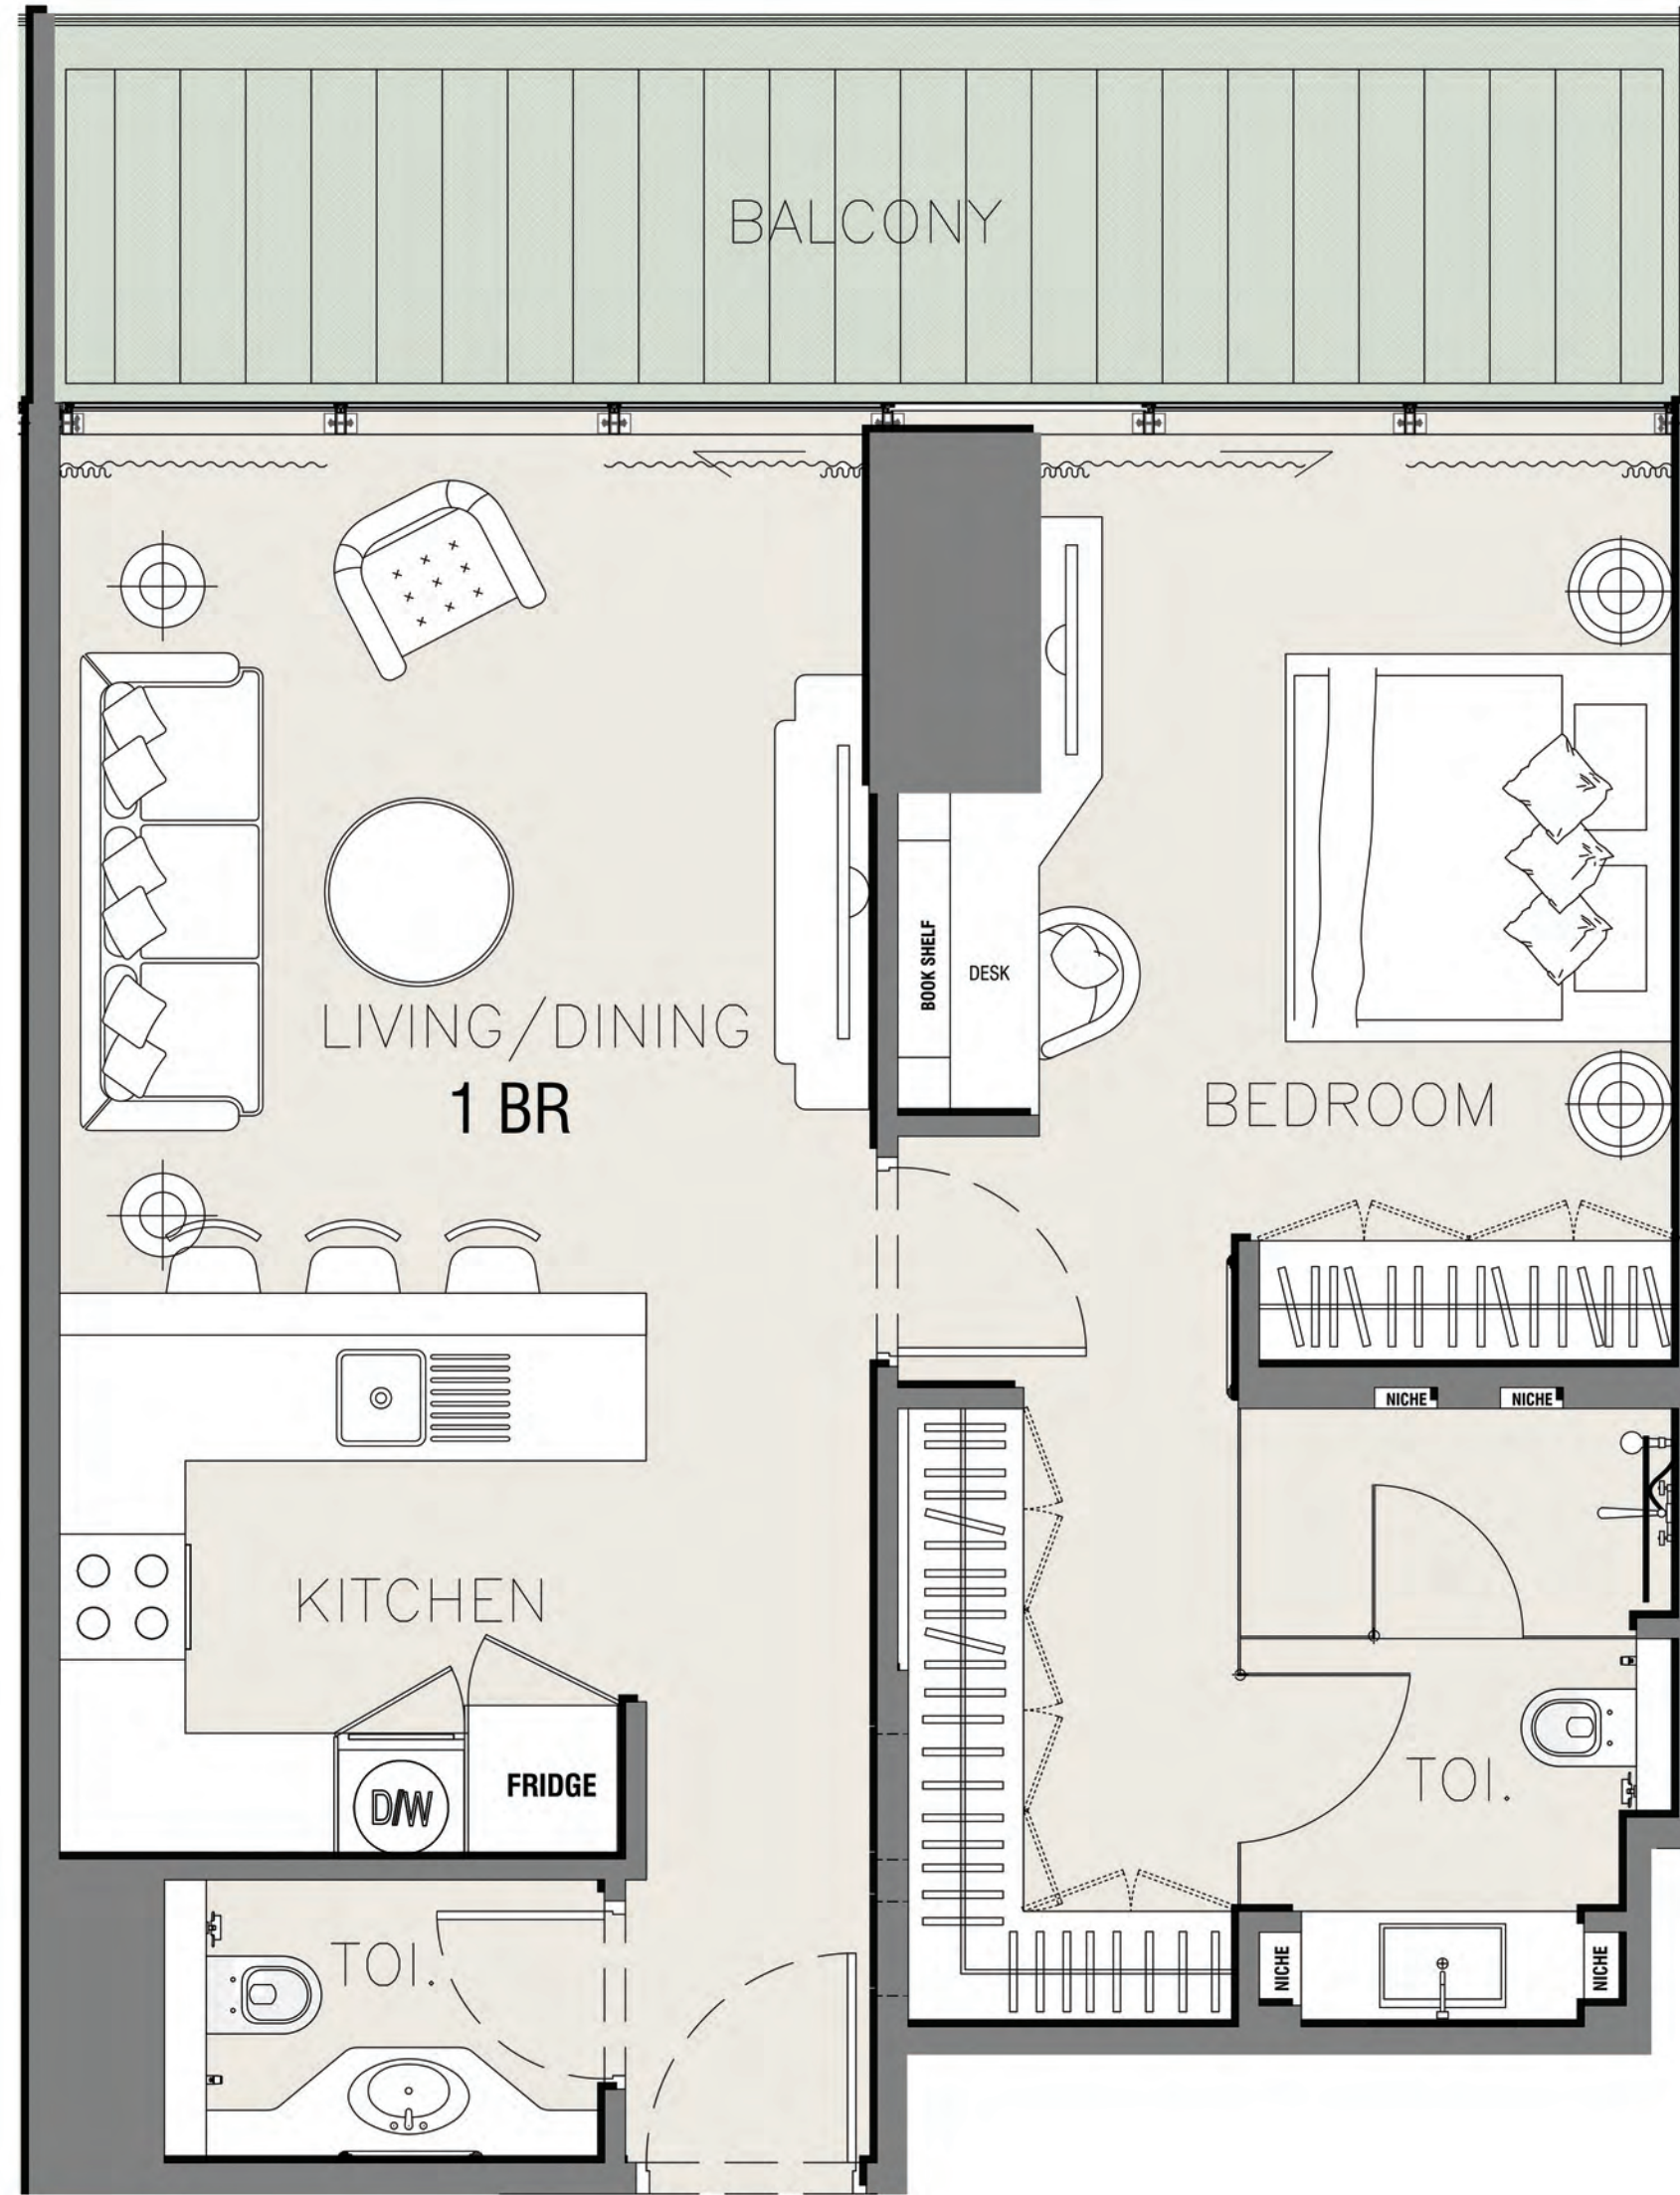 BALCONY
BOOK SHELF
DESK
LIVING/DINING
1 BR
BEDROOM
NICHE
NICHE
KITCHEN
D/W
FRIDGE
TOI.
TOI.
NICHE
NICHE